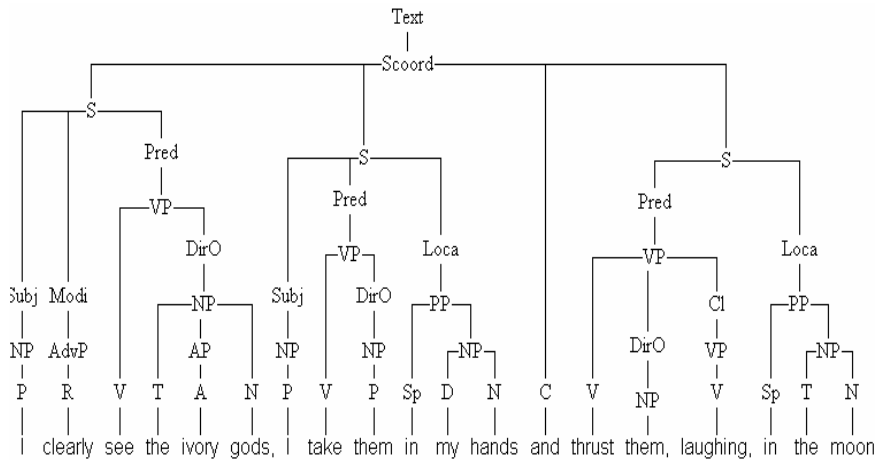 Text
Scoord
S
Pred
S
S
VP
Pred
Pred
DirO
VP
Loca
VP
Loca
Subj Modi NP Subj DirO PP Cl PP
NP AdvP AP NP NP NP DirO VP NP
P R V T A N P V P Sp D N C V NP V Sp T N
I clearly see the ivory gods, I take them in my hands and thrust them, laughing, in the moon